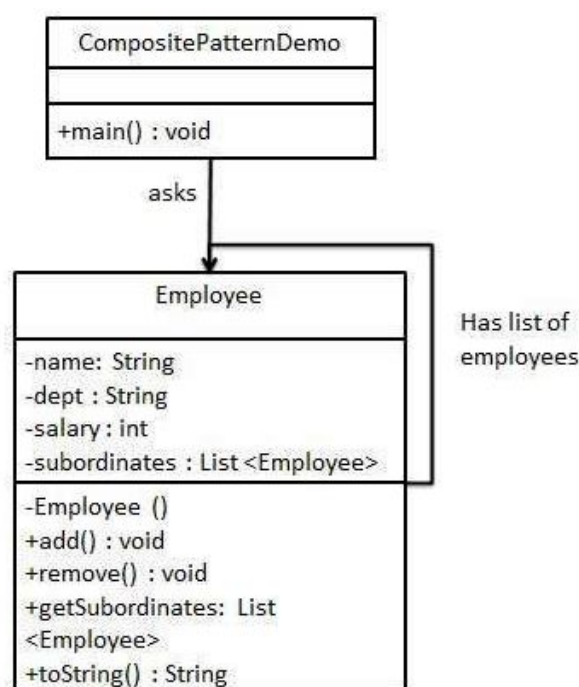 CompositePatternDemo
+main() : void
asks
Employee
Has list of
employees
-name: String
-dept : String
-salary : int
-subordinates : List <Employee>
-Employee ()
+add() : void
+remove() : void
+getSubordinates: List
<Employee>
+toString() : String